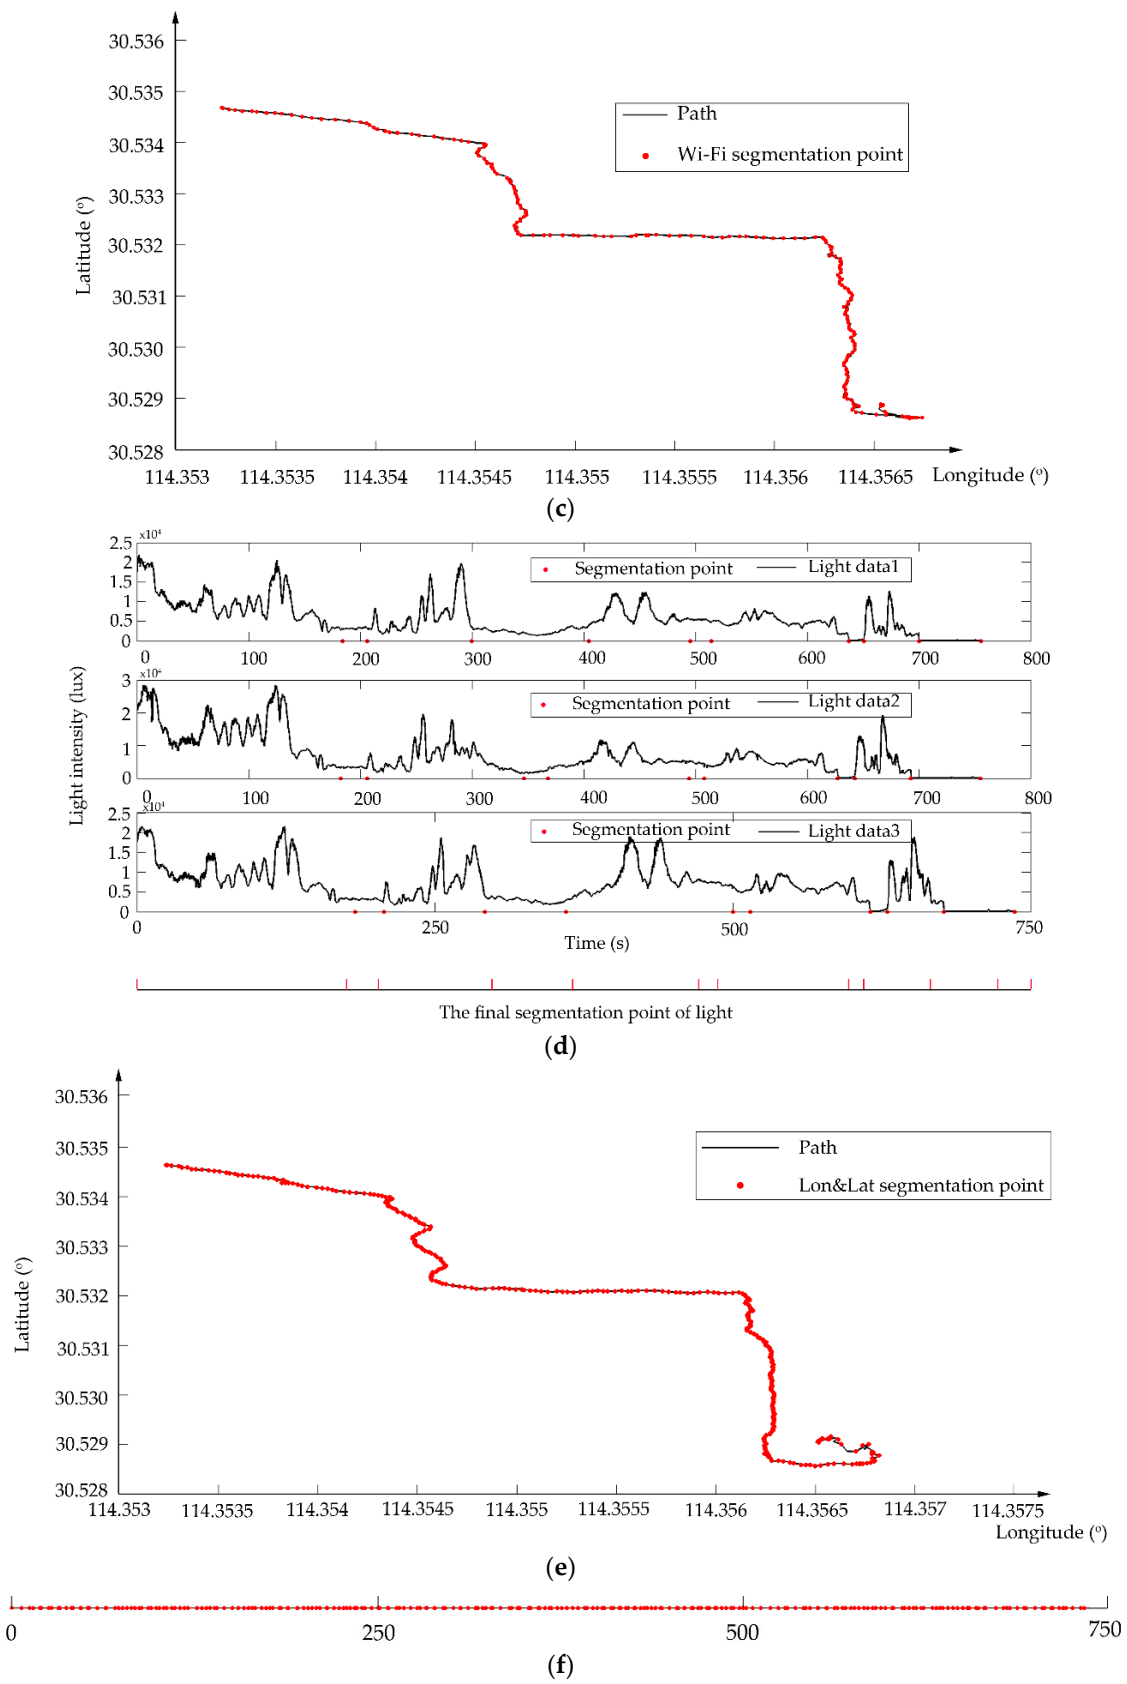 30.536
30.535
30.534
30.533
30.532
30.531
30.530
30.529
30.528
Latitude (º)
Path
Wi-Fi segmentation point
114.353 114.3535 114.354 114.3545 114.355 114.3555 114.356 114.3565 Longitude (º)
(c)
x10⁴
2.5
2
1.5
1
0.5
0
Segmentation point Light data1
0 100 200 300 400 500 600 700 800
x10⁴
3
2
1
0
Segmentation point Light data2
0 100 200 300 400 500 600 700 800
x10⁴
2.5
2
1.5
1
0.5
0
Segmentation point Light data3
0 250 500 750
Light intensity (lux)
Time (s)
The final segmentation point of light
(d)
30.536
30.535
30.534
30.533
30.532
30.531
30.530
30.529
30.528
Latitude (º)
Path
Lon&Lat segmentation point
114.353 114.3535 114.354 114.3545 114.355 114.3555 114.356 114.3565 114.357 114.3575
Longitude (º)
(e)
0 250 500 750
(f)